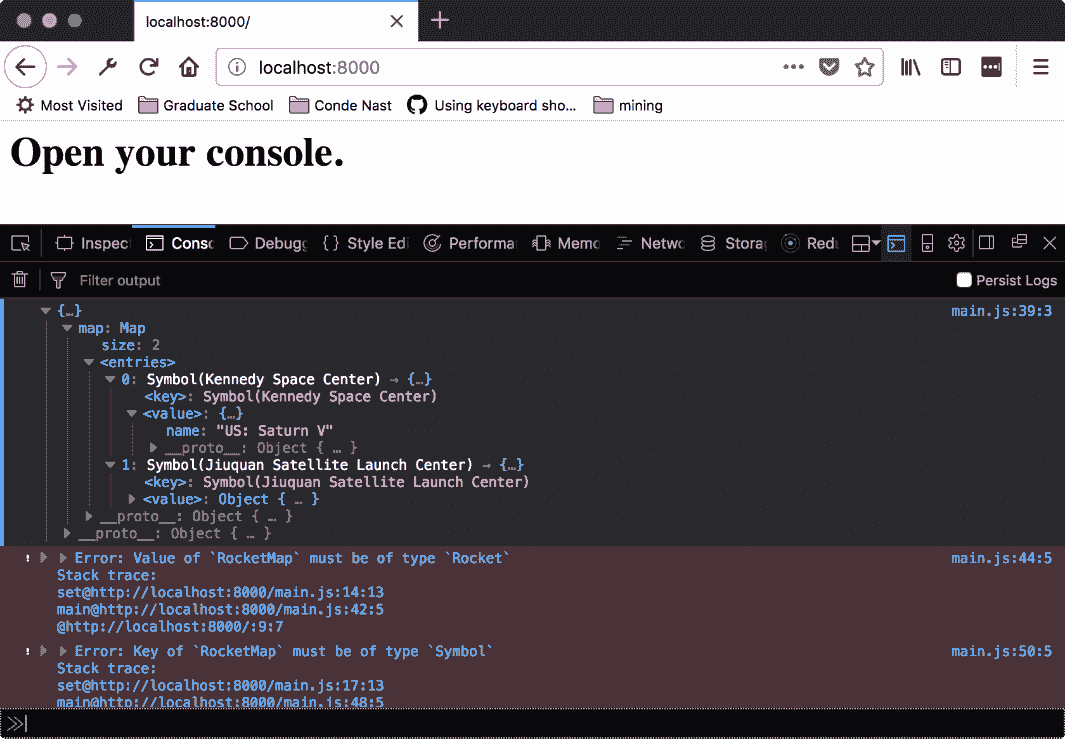 localhost:8000/
localhost:8000
Most Visited Graduate School Conde Nast Using keyboard sho... mining
Open your console.
Inspec Conso Debugg Style Edi Performa Memo Netwo Storag Redu
Filter output Persist Logs
{…} main.js:39:3
map: Map
size: 2
<entries>
0: Symbol(Kennedy Space Center) → {…}
<key>: Symbol(Kennedy Space Center)
<value>: {…}
name: "US: Saturn V"
__proto__: Object { … }
1: Symbol(Jiuquan Satellite Launch Center) → {…}
<key>: Symbol(Jiuquan Satellite Launch Center)
<value>: Object { … }
__proto__: Object { … }
__proto__: Object { … }
Error: Value of `RocketMap` must be of type `Rocket` main.js:44:5
Stack trace:
set@http://localhost:8000/main.js:14:13
main@http://localhost:8000/main.js:42:5
@http://localhost:8000/:9:7
Error: Key of `RocketMap` must be of type `Symbol` main.js:50:5
Stack trace:
set@http://localhost:8000/main.js:17:13
main@http://localhost:8000/main.js:48:5